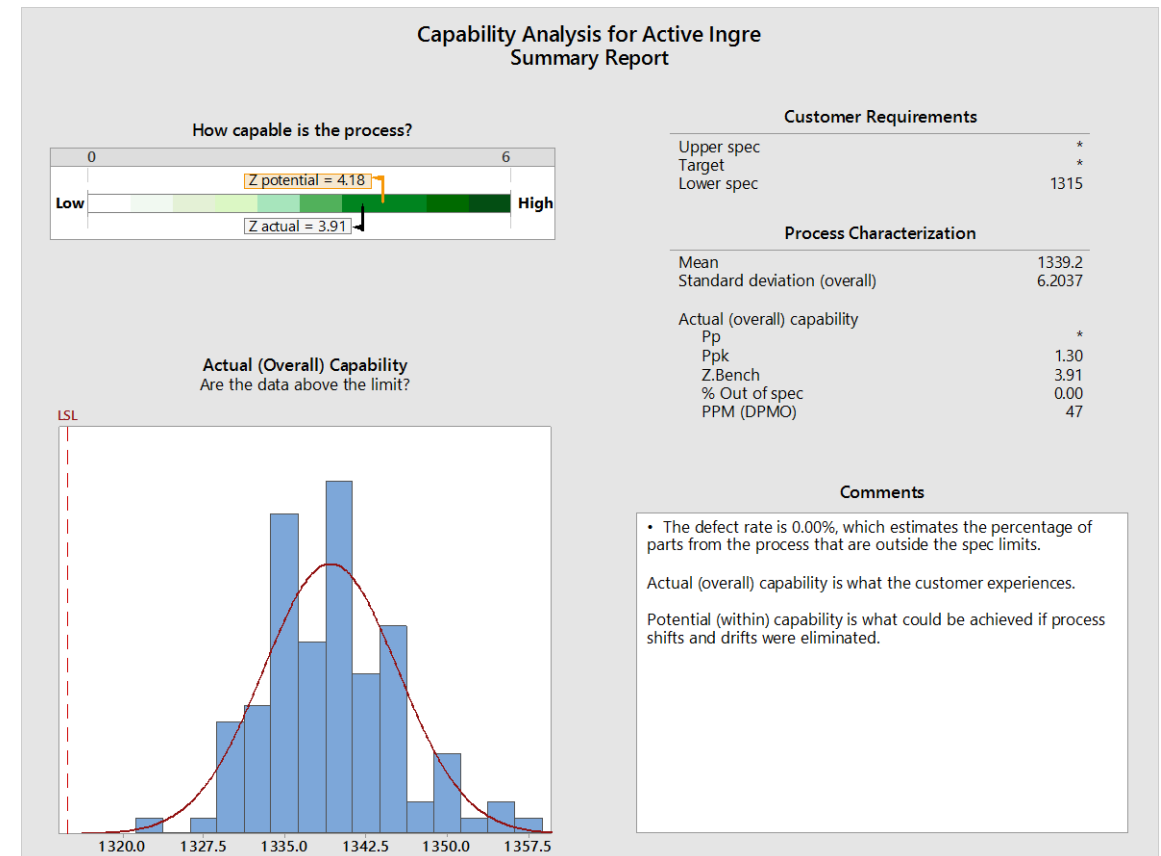 Capability Analysis for Active Ingre
Summary Report
How capable is the process?
0 6
Z potential = 4.18
Low High
Z actual = 3.91
Customer Requirements
Upper spec *
Target *
Lower spec 1315
Process Characterization
Mean 1339.2
Standard deviation (overall) 6.2037
Actual (overall) capability
Pp *
Ppk 1.30
Z.Bench 3.91
% Out of spec 0.00
PPM (DPMO) 47
Actual (Overall) Capability
Are the data above the limit?
LSL
1320.0 1327.5 1335.0 1342.5 1350.0 1357.5
Comments
• The defect rate is 0.00%, which estimates the percentage of
parts from the process that are outside the spec limits.
Actual (overall) capability is what the customer experiences.
Potential (within) capability is what could be achieved if process
shifts and drifts were eliminated.